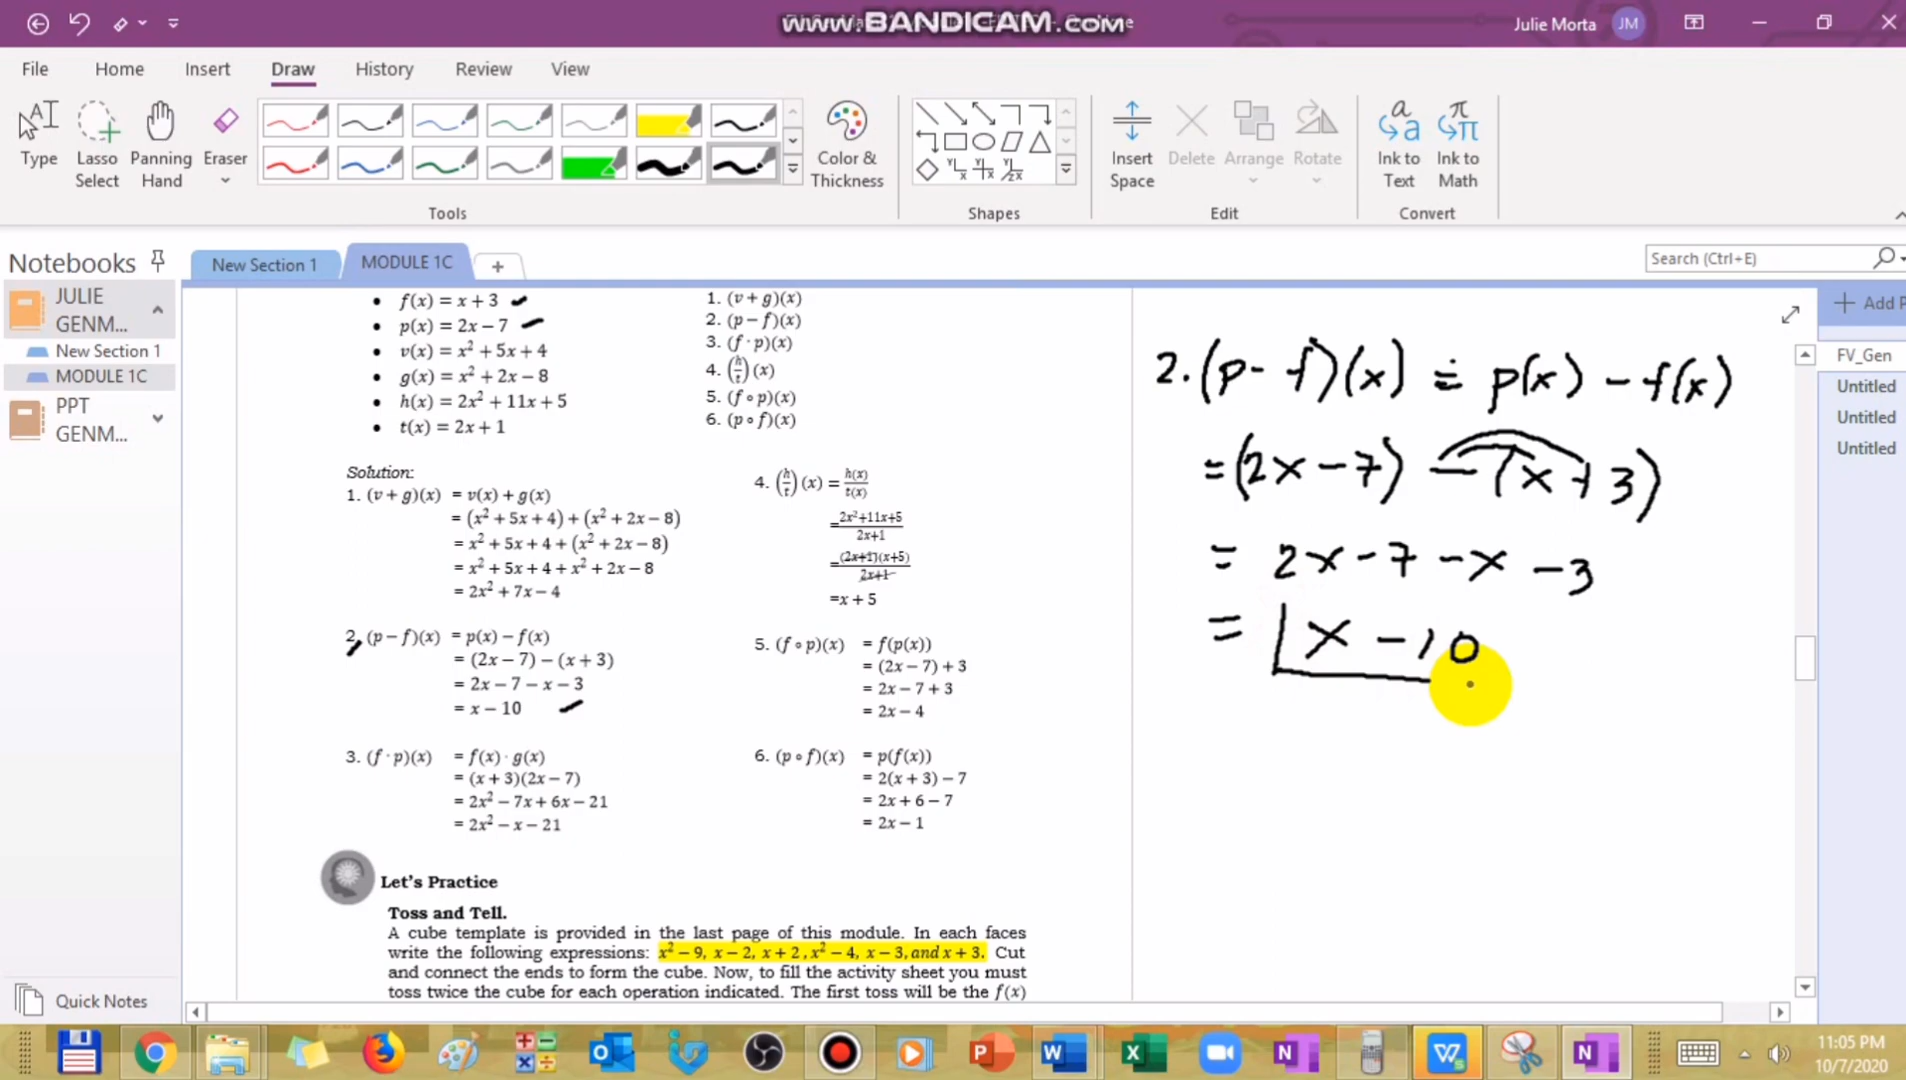 www.BANDICAM.com
Julie Morta JM
File Home Insert Draw History Review View
Type
Lasso Select
Panning Hand
Eraser
Color & Thickness
Insert Space
Delete
Arrange
Rotate
Ink to Text
Ink to Math
Tools
Shapes
Edit
Convert
Notebooks
New Section 1
MODULE 1C
Search (Ctrl+E)
JULIE GENM...
New Section 1
MODULE 1C
PPT GENM...
Quick Notes
Add P
FV_Gen
Untitled
Untitled
Untitled
• f(x) = x + 3
• p(x) = 2x − 7
• v(x) = x² + 5x + 4
• g(x) = x² + 2x − 8
• h(x) = 2x² + 11x + 5
• t(x) = 2x + 1
1. (v + g)(x)
2. (p − f)(x)
3. (f · p)(x)
4. (h/t)(x)
5. (f ∘ p)(x)
6. (p ∘ f)(x)
Solution:
1. (v + g)(x) = v(x) + g(x)
= (x² + 5x + 4) + (x² + 2x − 8)
= x² + 5x + 4 + (x² + 2x − 8)
= x² + 5x + 4 + x² + 2x − 8
= 2x² + 7x − 4
2. (p − f)(x) = p(x) − f(x)
= (2x − 7) − (x + 3)
= 2x − 7 − x − 3
= x − 10
3. (f · p)(x) = f(x) · g(x)
= (x + 3)(2x − 7)
= 2x² − 7x + 6x − 21
= 2x² − x − 21
4. (h/t)(x) = h(x)/t(x)
= 2x²+11x+5 / 2x+1
= (2x+1)(x+5) / 2x+1
= x + 5
5. (f ∘ p)(x) = f(p(x))
= (2x − 7) + 3
= 2x − 7 + 3
= 2x − 4
6. (p ∘ f)(x) = p(f(x))
= 2(x + 3) − 7
= 2x + 6 − 7
= 2x − 1
Let's Practice
Toss and Tell.
A cube template is provided in the last page of this module. In each faces
write the following expressions: x² − 9, x − 2, x + 2 , x² − 4, x − 3, and x + 3. Cut
and connect the ends to form the cube. Now, to fill the activity sheet you must
toss twice the cube for each operation indicated. The first toss will be the f(x)
2. (p - f)(x) = p(x) - f(x)
= (2x - 7) - (x + 3)
= 2x - 7 - x - 3
= x - 10
11:05 PM
10/7/2020